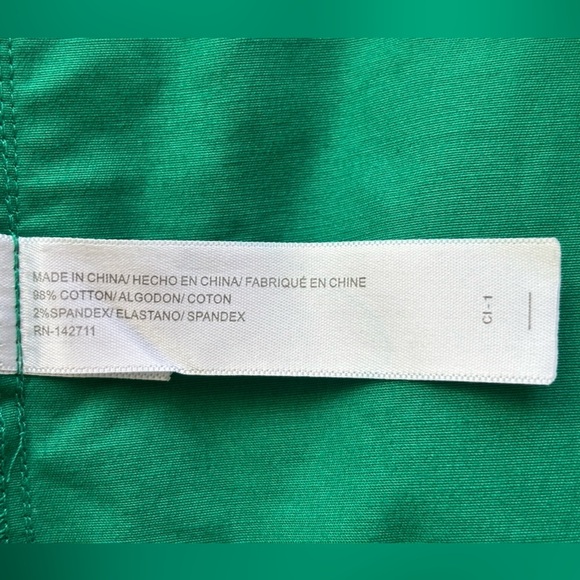 MADE IN CHINA/ HECHO EN CHINA/ FABRIQUÉ EN CHINE
98% COTTON/ ALGODON/ COTON
2%SPANDEX/ ELASTANO/ SPANDEX
RN-142711
CI - 1